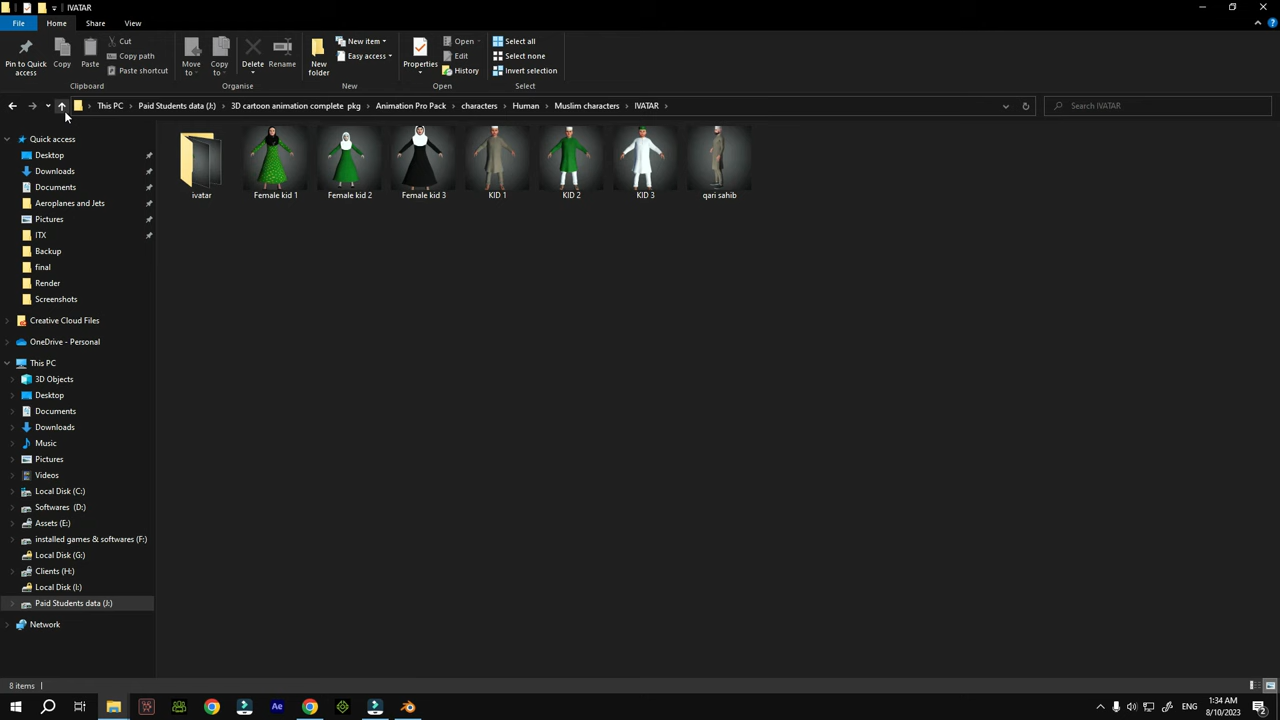 IVATAR
File Home Share View
Pin to Quick access
Copy
Paste
Cut
Copy path
Paste shortcut
Clipboard
Move to
Copy to
Delete
Rename
Organise
New folder
New item
Easy access
New
Properties
Open
Edit
History
Open
Select all
Select none
Invert selection
Select
This PC Paid Students data (J:) 3D cartoon animation complete pkg Animation Pro Pack characters Human Muslim characters IVATAR
Search IVATAR
Quick access
Desktop
Downloads
Documents
Aeroplanes and Jets
Pictures
ITX
Backup
final
Render
Screenshots
Creative Cloud Files
OneDrive - Personal
This PC
3D Objects
Desktop
Documents
Downloads
Music
Pictures
Videos
Local Disk (C:)
Softwares (D:)
Assets (E:)
installed games & softwares (F:)
Local Disk (G:)
Clients (H:)
Local Disk (I:)
Paid Students data (J:)
Network
ivatar
Female kid 1
Female kid 2
Female kid 3
KID 1
KID 2
KID 3
qari sahib
8 items
Ae
ENG
1:34 AM
8/10/2023
2